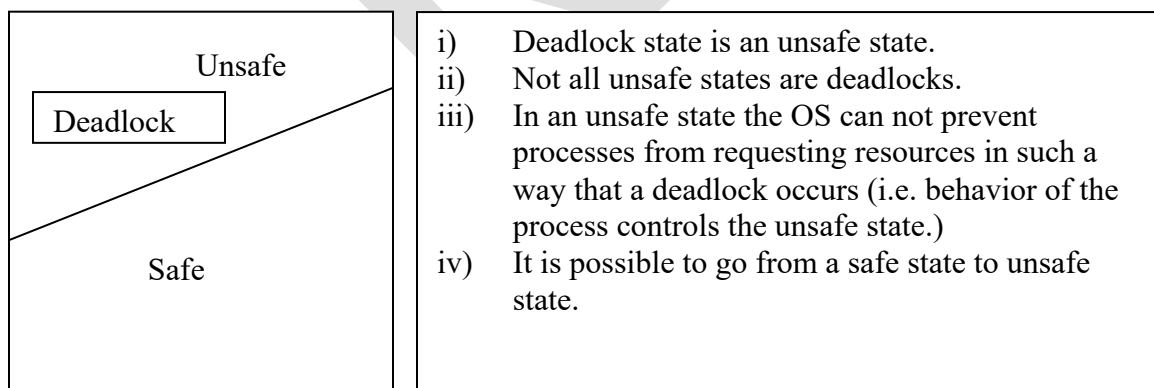 Unsafe
Deadlock
Safe
i) Deadlock state is an unsafe state.
ii) Not all unsafe states are deadlocks.
iii) In an unsafe state the OS can not prevent
processes from requesting resources in such a
way that a deadlock occurs (i.e. behavior of the
process controls the unsafe state.)
iv) It is possible to go from a safe state to unsafe
state.